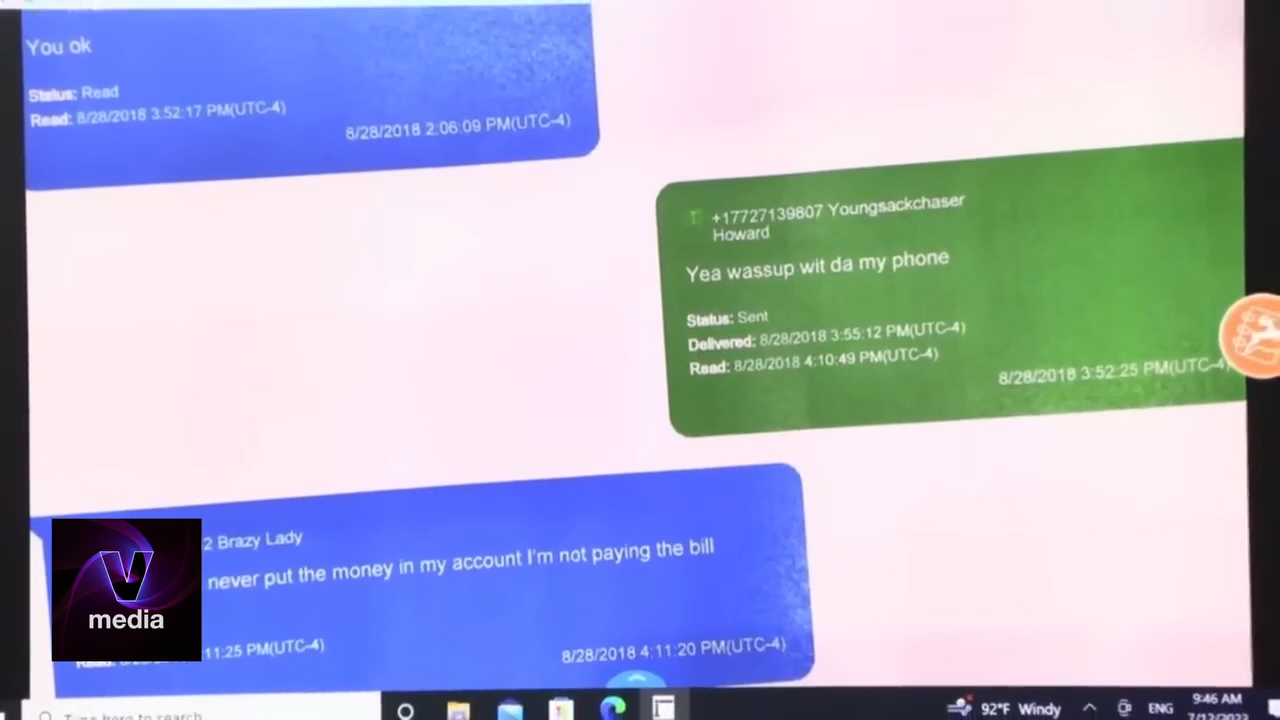 You ok
Status: Read
Read: 8/28/2018 3:52:17 PM(UTC-4)
8/28/2018 2:06:09 PM(UTC-4)
+17727139807 Youngsackchaser
Howard
Yea wassup wit da my phone
Status: Sent
Delivered: 8/28/2018 3:55:12 PM(UTC-4)
Read: 8/28/2018 4:10:49 PM(UTC-4)
8/28/2018 3:52:25 PM(UTC-4)
2 Brazy Lady
never put the money in my account I'm not paying the bill
:11:25 PM(UTC-4)
8/28/2018 4:11:20 PM(UTC-4)
V
media
Type here to search
92°F Windy
ENG
9:46 AM